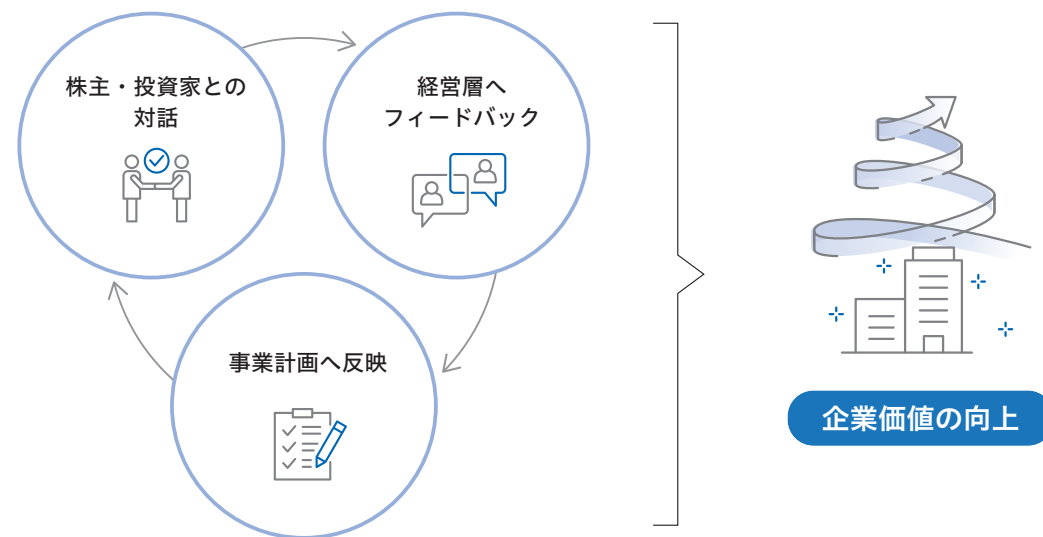 株主・投資家との
対話
経営層へ
フィードバック
事業計画へ反映
企業価値の向上